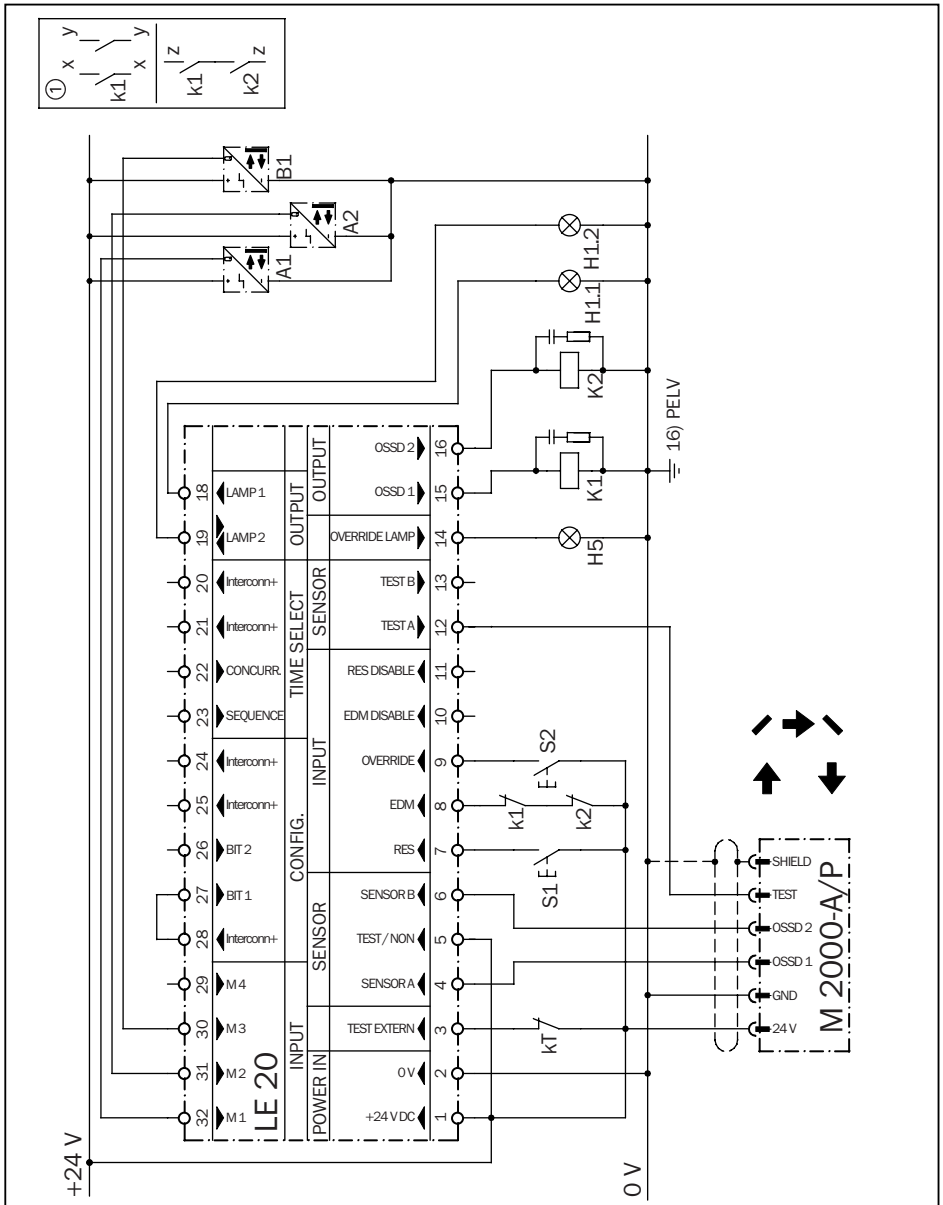 ① x y
k1 x y
z
k1
k2 z
+24 V
0 V
B1
A2
A1
H1.2
H1.1
K2
K1
16) PELV
H5
18 LAMP 1
19 LAMP 2
20 Interconn+
21 Interconn+
22 CONCURR.
23 SEQUENCE
24 Interconn+
25 Interconn+
26 BIT 2
27 BIT 1
28 Interconn+
29 M 4
30 M 3
31 M 2
32 M 1
OUTPUT
TIME SELECT
CONFIG.
INPUT
LE 20
OUTPUT
SENSOR
INPUT
SENSOR
POWER IN
OSSD 2 16
OSSD 1 15
OVERRIDE LAMP 14
TEST B 13
TEST A 12
RES DISABLE 11
EDM DISABLE 10
OVERRIDE 9
EDM 8
RES 7
SENSOR B 6
TEST / NON 5
SENSOR A 4
TEST EXTERN 3
0 V 2
+24 V DC 1
S2
k1 k2
S1
kT
SHIELD
TEST
OSSD 2
OSSD 1
GND
24 V
M 2000-A/P